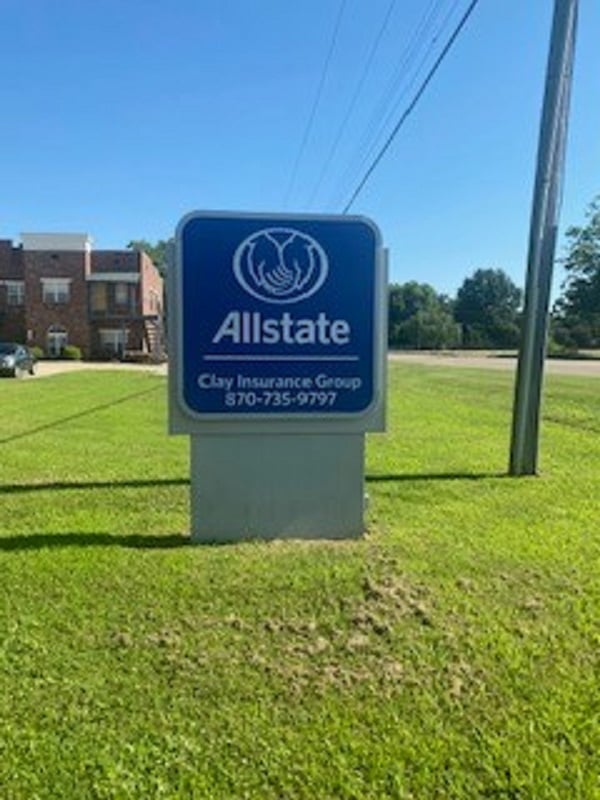 Allstate
Clay Insurance Group
870-735-9797